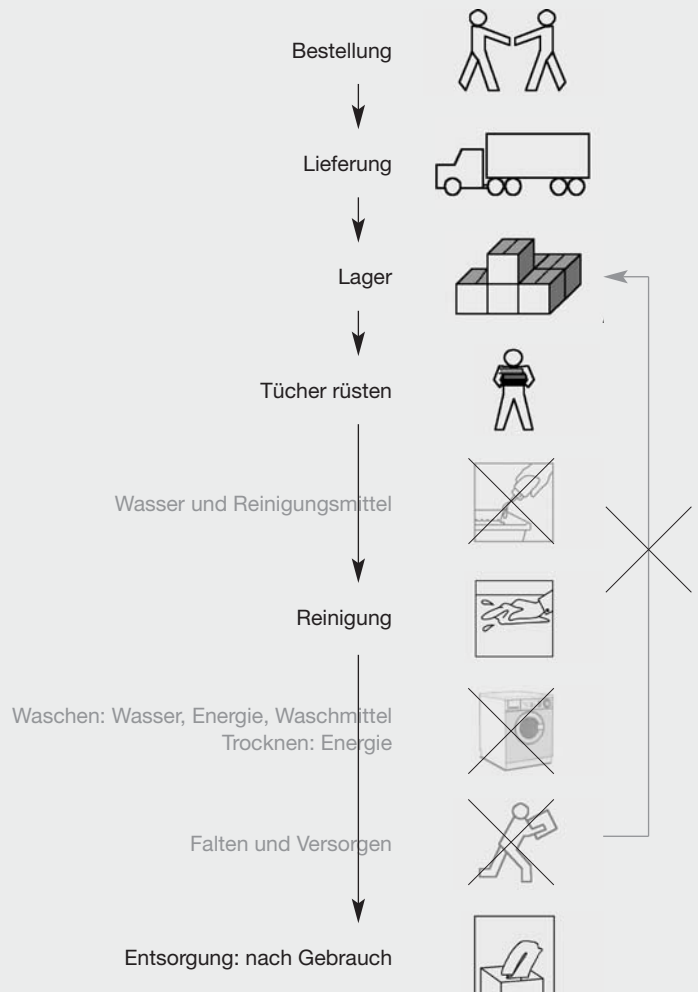 Bestellung
Lieferung
Lager
Tücher rüsten
Wasser und Reinigungsmittel
Reinigung
Waschen: Wasser, Energie, Waschmittel
Trocknen: Energie
Falten und Versorgen
Entsorgung: nach Gebrauch